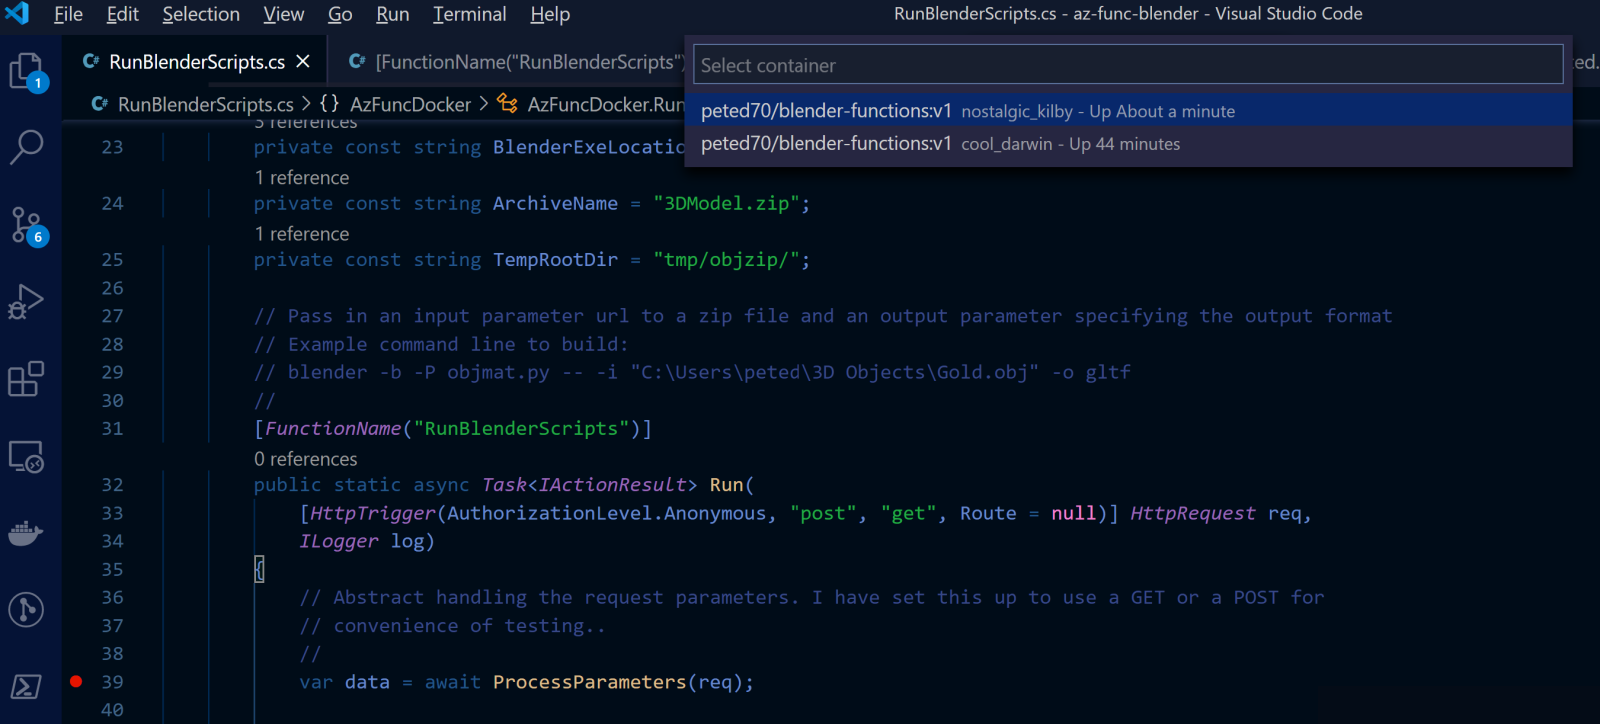 File Edit Selection View Go Run Terminal Help
RunBlenderScripts.cs - az-func-blender - Visual Studio Code
RunBlenderScripts.cs
[FunctionName("RunBlenderScripts")
ed.
Select container
peted70/blender-functions:v1 nostalgic_kilby - Up About a minute
peted70/blender-functions:v1 cool_darwin - Up 44 minutes
RunBlenderScripts.cs > {} AzFuncDocker > AzFuncDocker.Run
1
6
3 references
23 private const string BlenderExeLocatio
1 reference
24 private const string ArchiveName = "3DModel.zip";
1 reference
25 private const string TempRootDir = "tmp/objzip/";
26
27 // Pass in an input parameter url to a zip file and an output parameter specifying the output format
28 // Example command line to build:
29 // blender -b -P objmat.py -- -i "C:\Users\peted\3D Objects\Gold.obj" -o gltf
30 //
31 [FunctionName("RunBlenderScripts")]
0 references
32 public static async Task<IActionResult> Run(
33 [HttpTrigger(AuthorizationLevel.Anonymous, "post", "get", Route = null)] HttpRequest req,
34 ILogger log)
35 {
36 // Abstract handling the request parameters. I have set this up to use a GET or a POST for
37 // convenience of testing..
38 //
39 var data = await ProcessParameters(req);
40